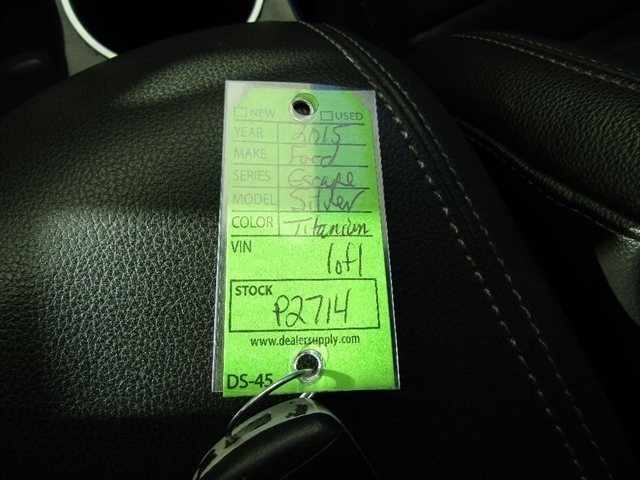 NEW USED
YEAR 2015
MAKE Ford
SERIES Escape
MODEL Silver
COLOR Titanium
VIN 1of1
STOCK P2714
www.dealersupply.com
DS-45